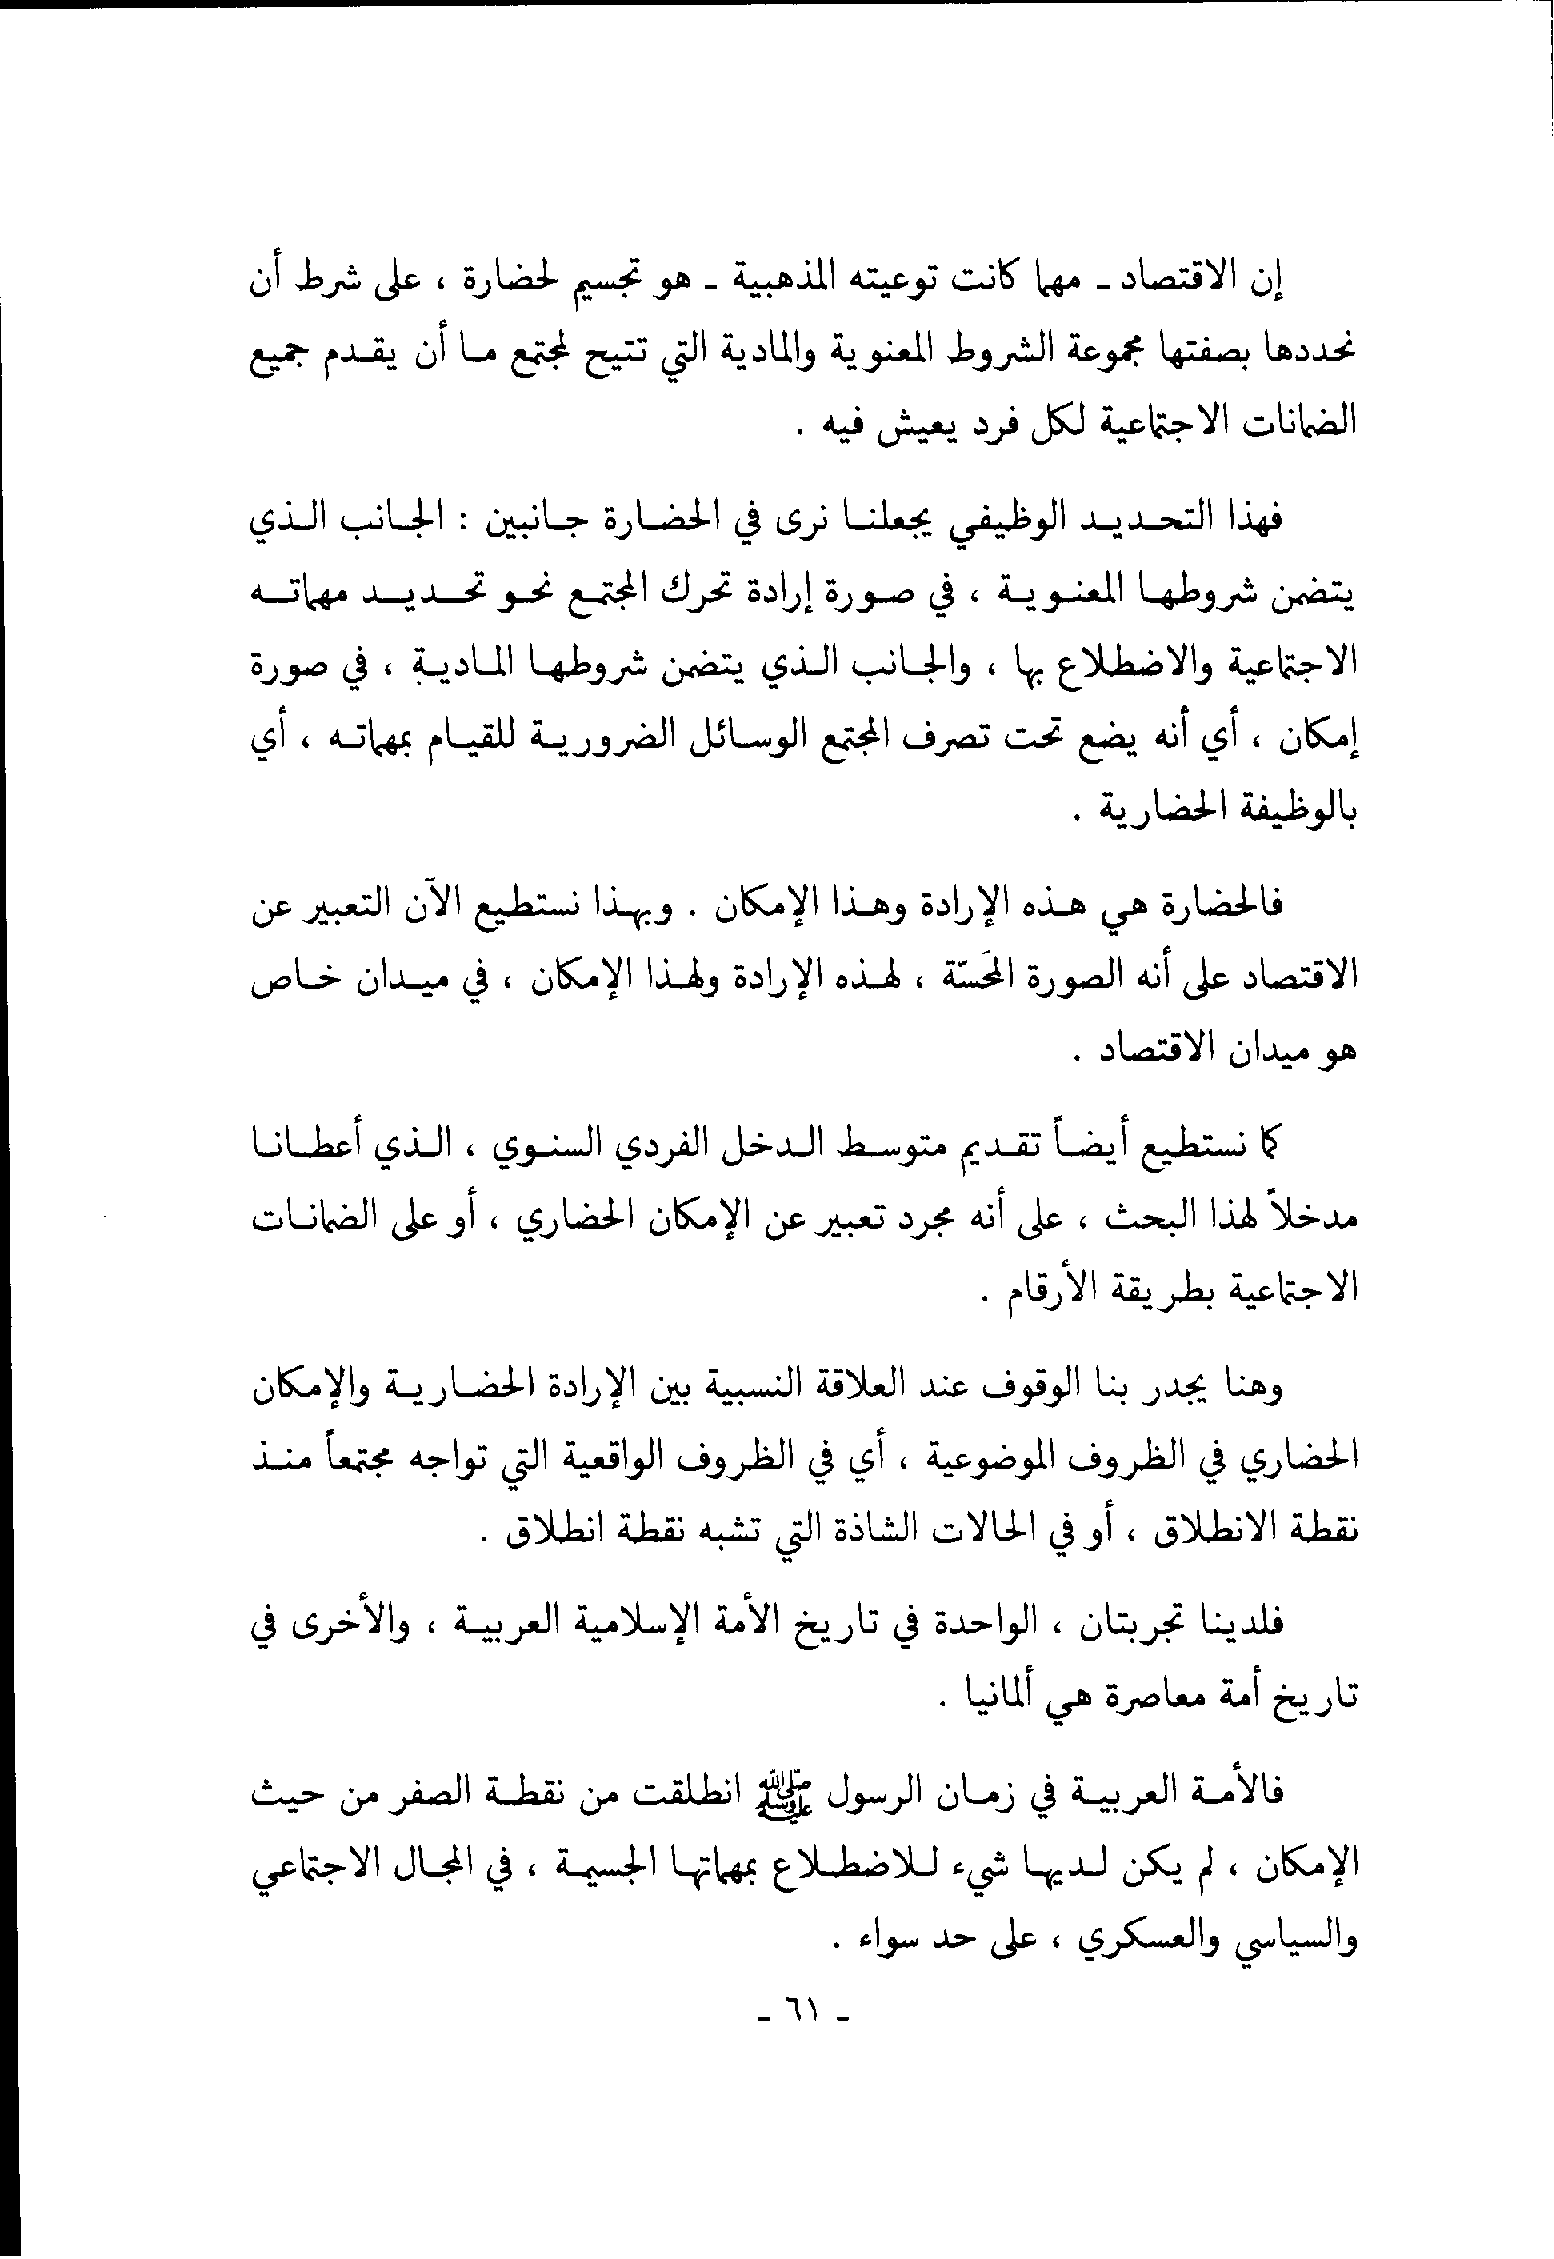 إن الاقتصاد ـ مهما كانت توعيته المذهبية ـ هو تجسيم لحضارة ، على شرط أن
نحددها بصفتها مجموعة الشروط المعنوية والمادية التي تتيح لمجتمع ما أن يقدم جميع
الضمانات الاجتماعية لكل فرد يعيش فيه .
فهذا التحديد الوظيفي يجعلنا نرى في الحضارة جانبين : الجانب الذي
يتضمن شروطها المعنوية ، في صورة إرادة تحرك المجتمع نحو تحديد مهماته
الاجتماعية والاضطلاع بها ، والجانب الذي يتضمن شروطها المادية ، في صورة
إمكان ، أي أنه يضع تحت تصرف المجتمع الوسائل الضرورية للقيام بمهماته ، أي
بالوظيفة الحضارية .
فالحضارة هي هذه الإرادة وهذا الإمكان . وبهذا نستطيع الآن التعبير عن
الاقتصاد على أنه الصورة المحَسّة ، لهذه الإرادة ولهذا الإمكان ، في ميدان خاص
هو ميدان الاقتصاد .
كما نستطيع أيضاً تقديم متوسط الدخل الفردي السنوي ، الذي أعطانا
مدخلاً لهذا البحث ، على أنه مجرد تعبير عن الإمكان الحضاري ، أو على الضمانات
الاجتماعية بطريقة الأرقام .
وهنا يجدر بنا الوقوف عند العلاقة النسبية بين الإرادة الحضارية والإمكان
الحضاري في الظروف الموضوعية ، أي في الظروف الواقعية التي تواجه مجتمعاً منذ
نقطة الانطلاق ، أو في الحالات الشاذة التي تشبه نقطة انطلاق .
فلدينا تجربتان ، الواحدة في تاريخ الأمة الإسلامية العربية ، والأخرى في
تاريخ أمة معاصرة هي ألمانيا .
فالأمة العربية في زمان الرسول ﷺ انطلقت من نقطة الصفر من حيث
الإمكان ، لم يكن لديها شيء للاضطلاع بمهماتها الجسيمة ، في المجال الاجتماعي
والسياسي والعسكري ، على حد سواء .
ـ ٦١ ـ